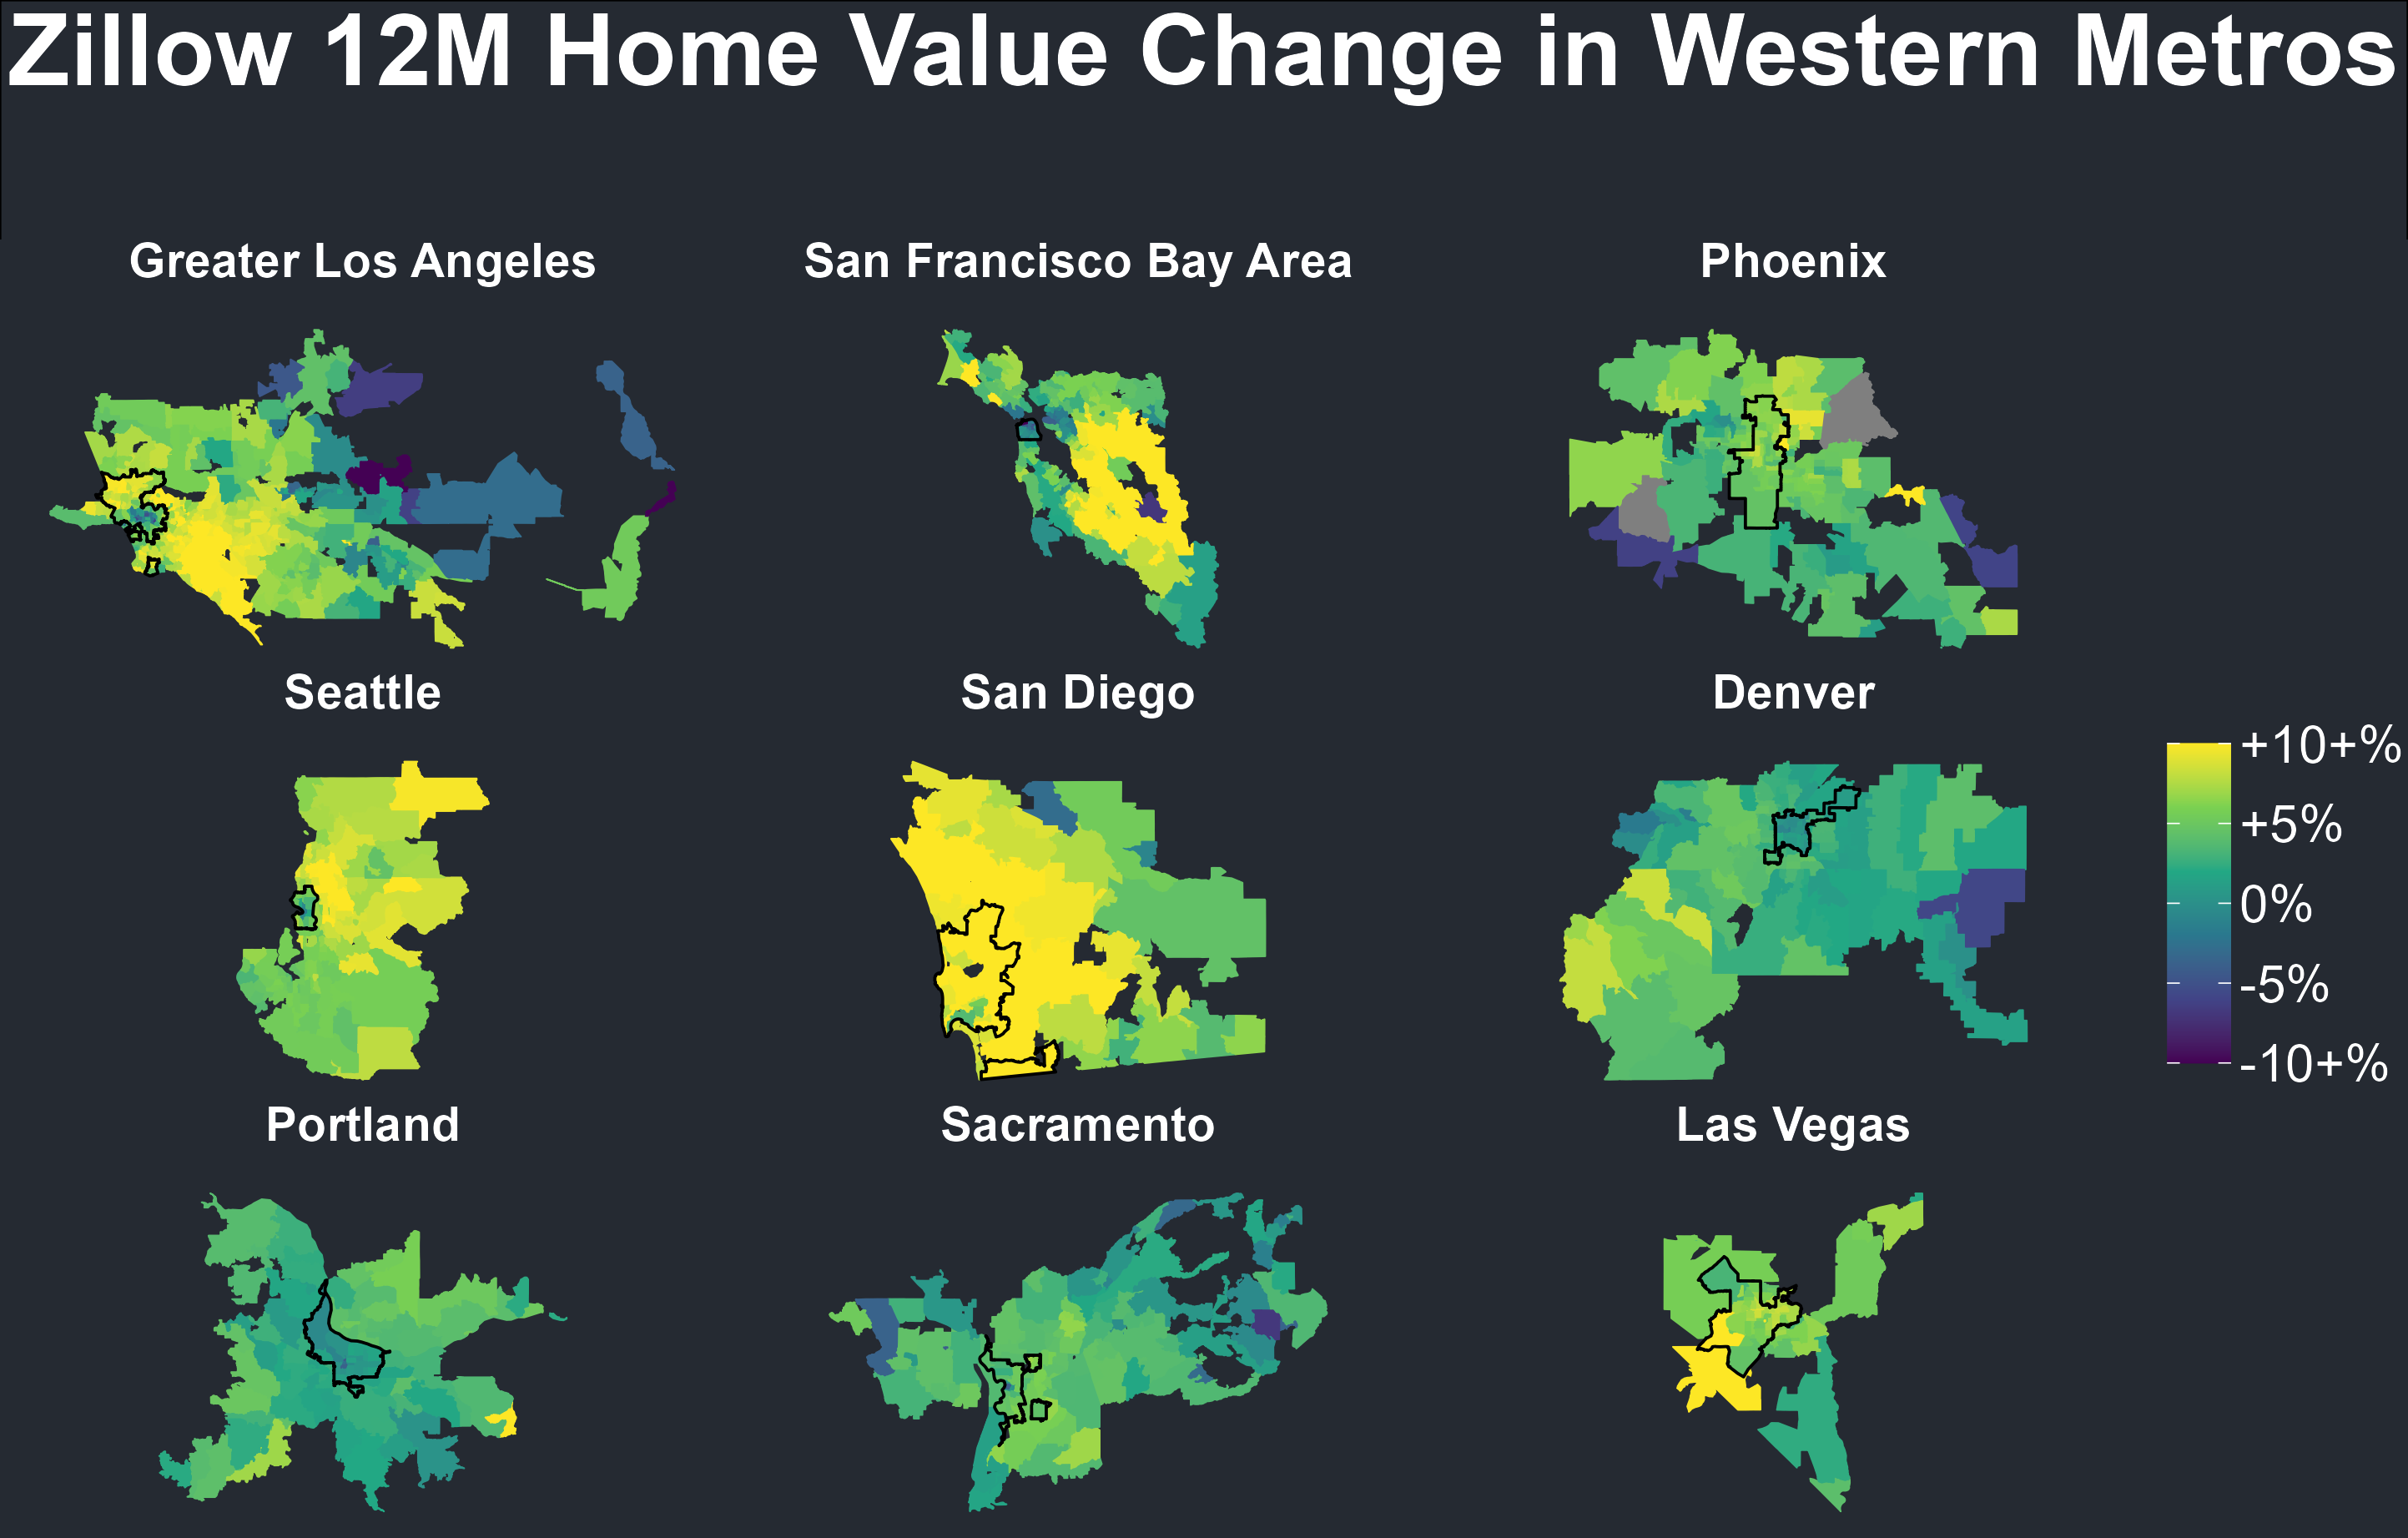 Zillow 12M Home Value Change in Western Metros
Greater Los Angeles
San Francisco Bay Area
Phoenix
Seattle
San Diego
Denver
+10+%
+5%
0%
-5%
-10+%
Portland
Sacramento
Las Vegas